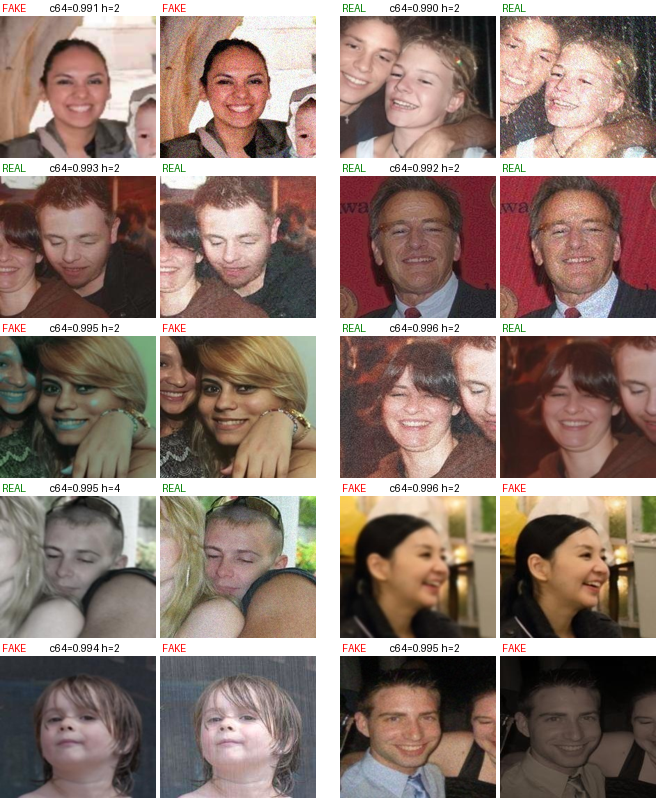 FAKE c64=0.991 h=2 FAKE REAL c64=0.990 h=2 REAL
REAL c64=0.993 h=2 REAL REAL c64=0.992 h=2 REAL
wa wa
FAKE c64=0.995 h=2 FAKE REAL c64=0.996 h=2 REAL
REAL c64=0.995 h=4 REAL FAKE c64=0.996 h=2 FAKE
FAKE c64=0.994 h=2 FAKE FAKE c64=0.995 h=2 FAKE